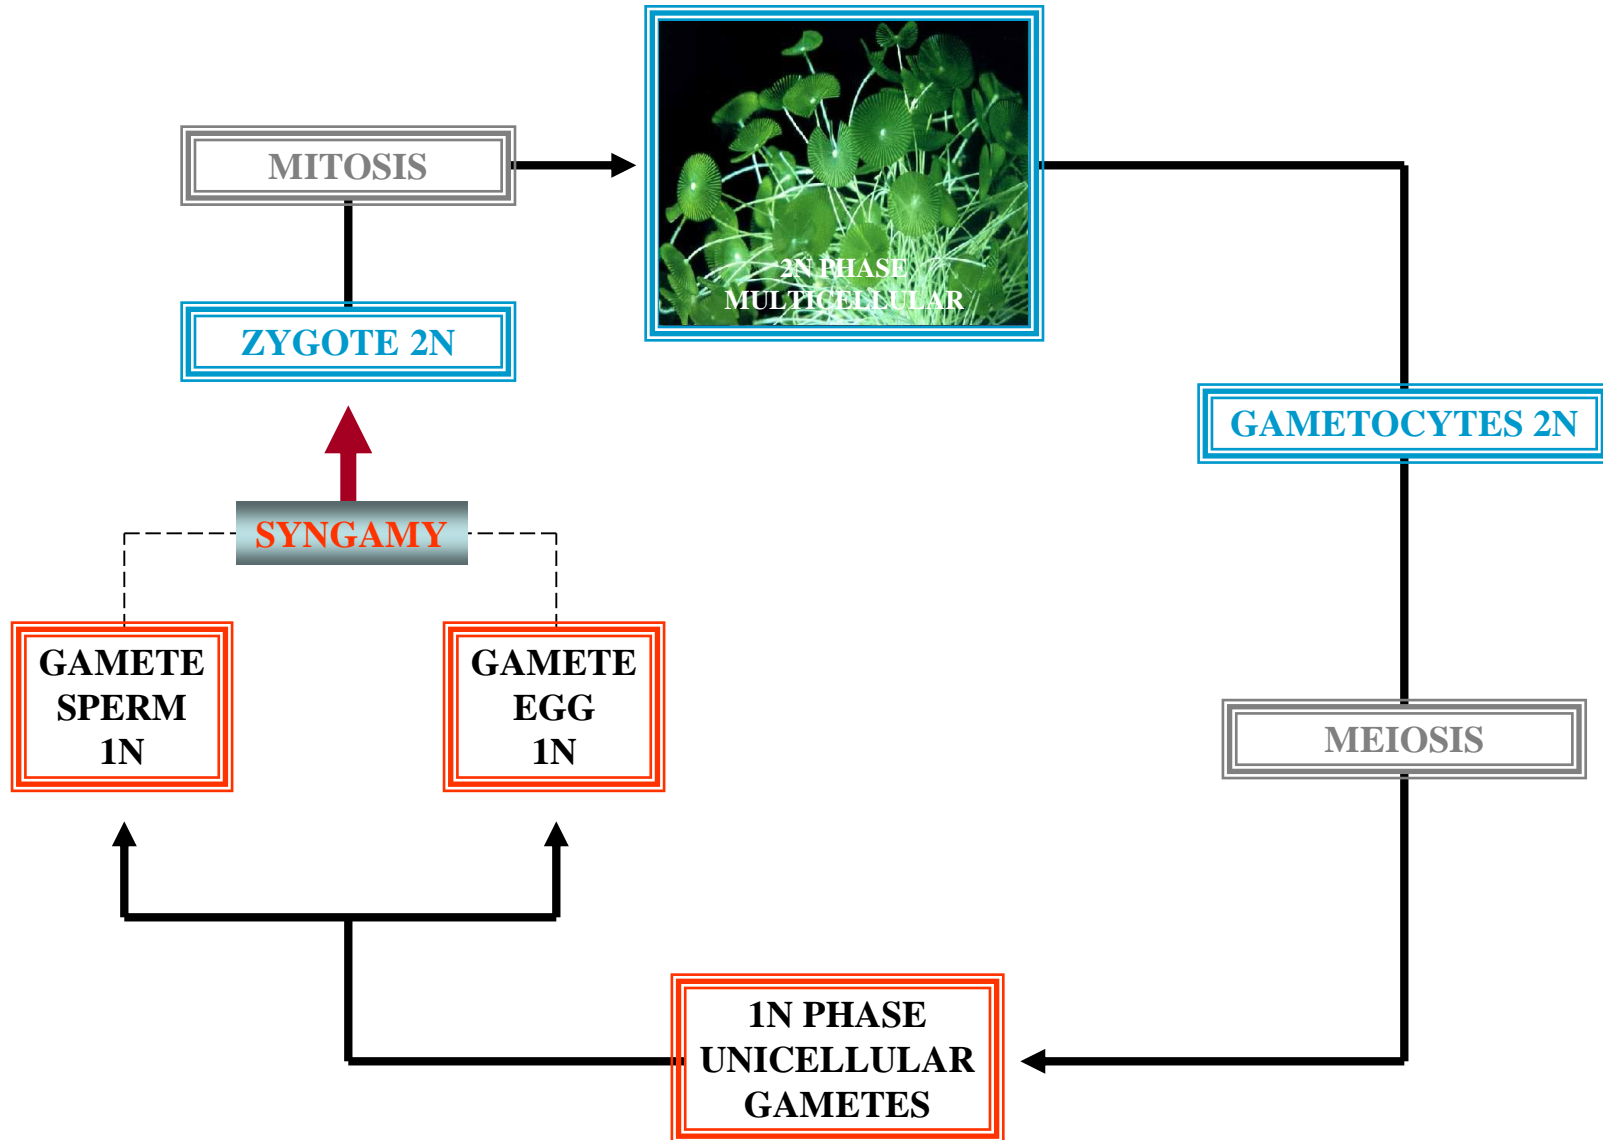 MITOSIS
2N PHASE
MULTICELLULAR
ZYGOTE 2N
GAMETOCYTES 2N
SYNGAMY
GAMETE
SPERM
1N
GAMETE
EGG
1N
MEIOSIS
1N PHASE
UNICELLULAR
GAMETES